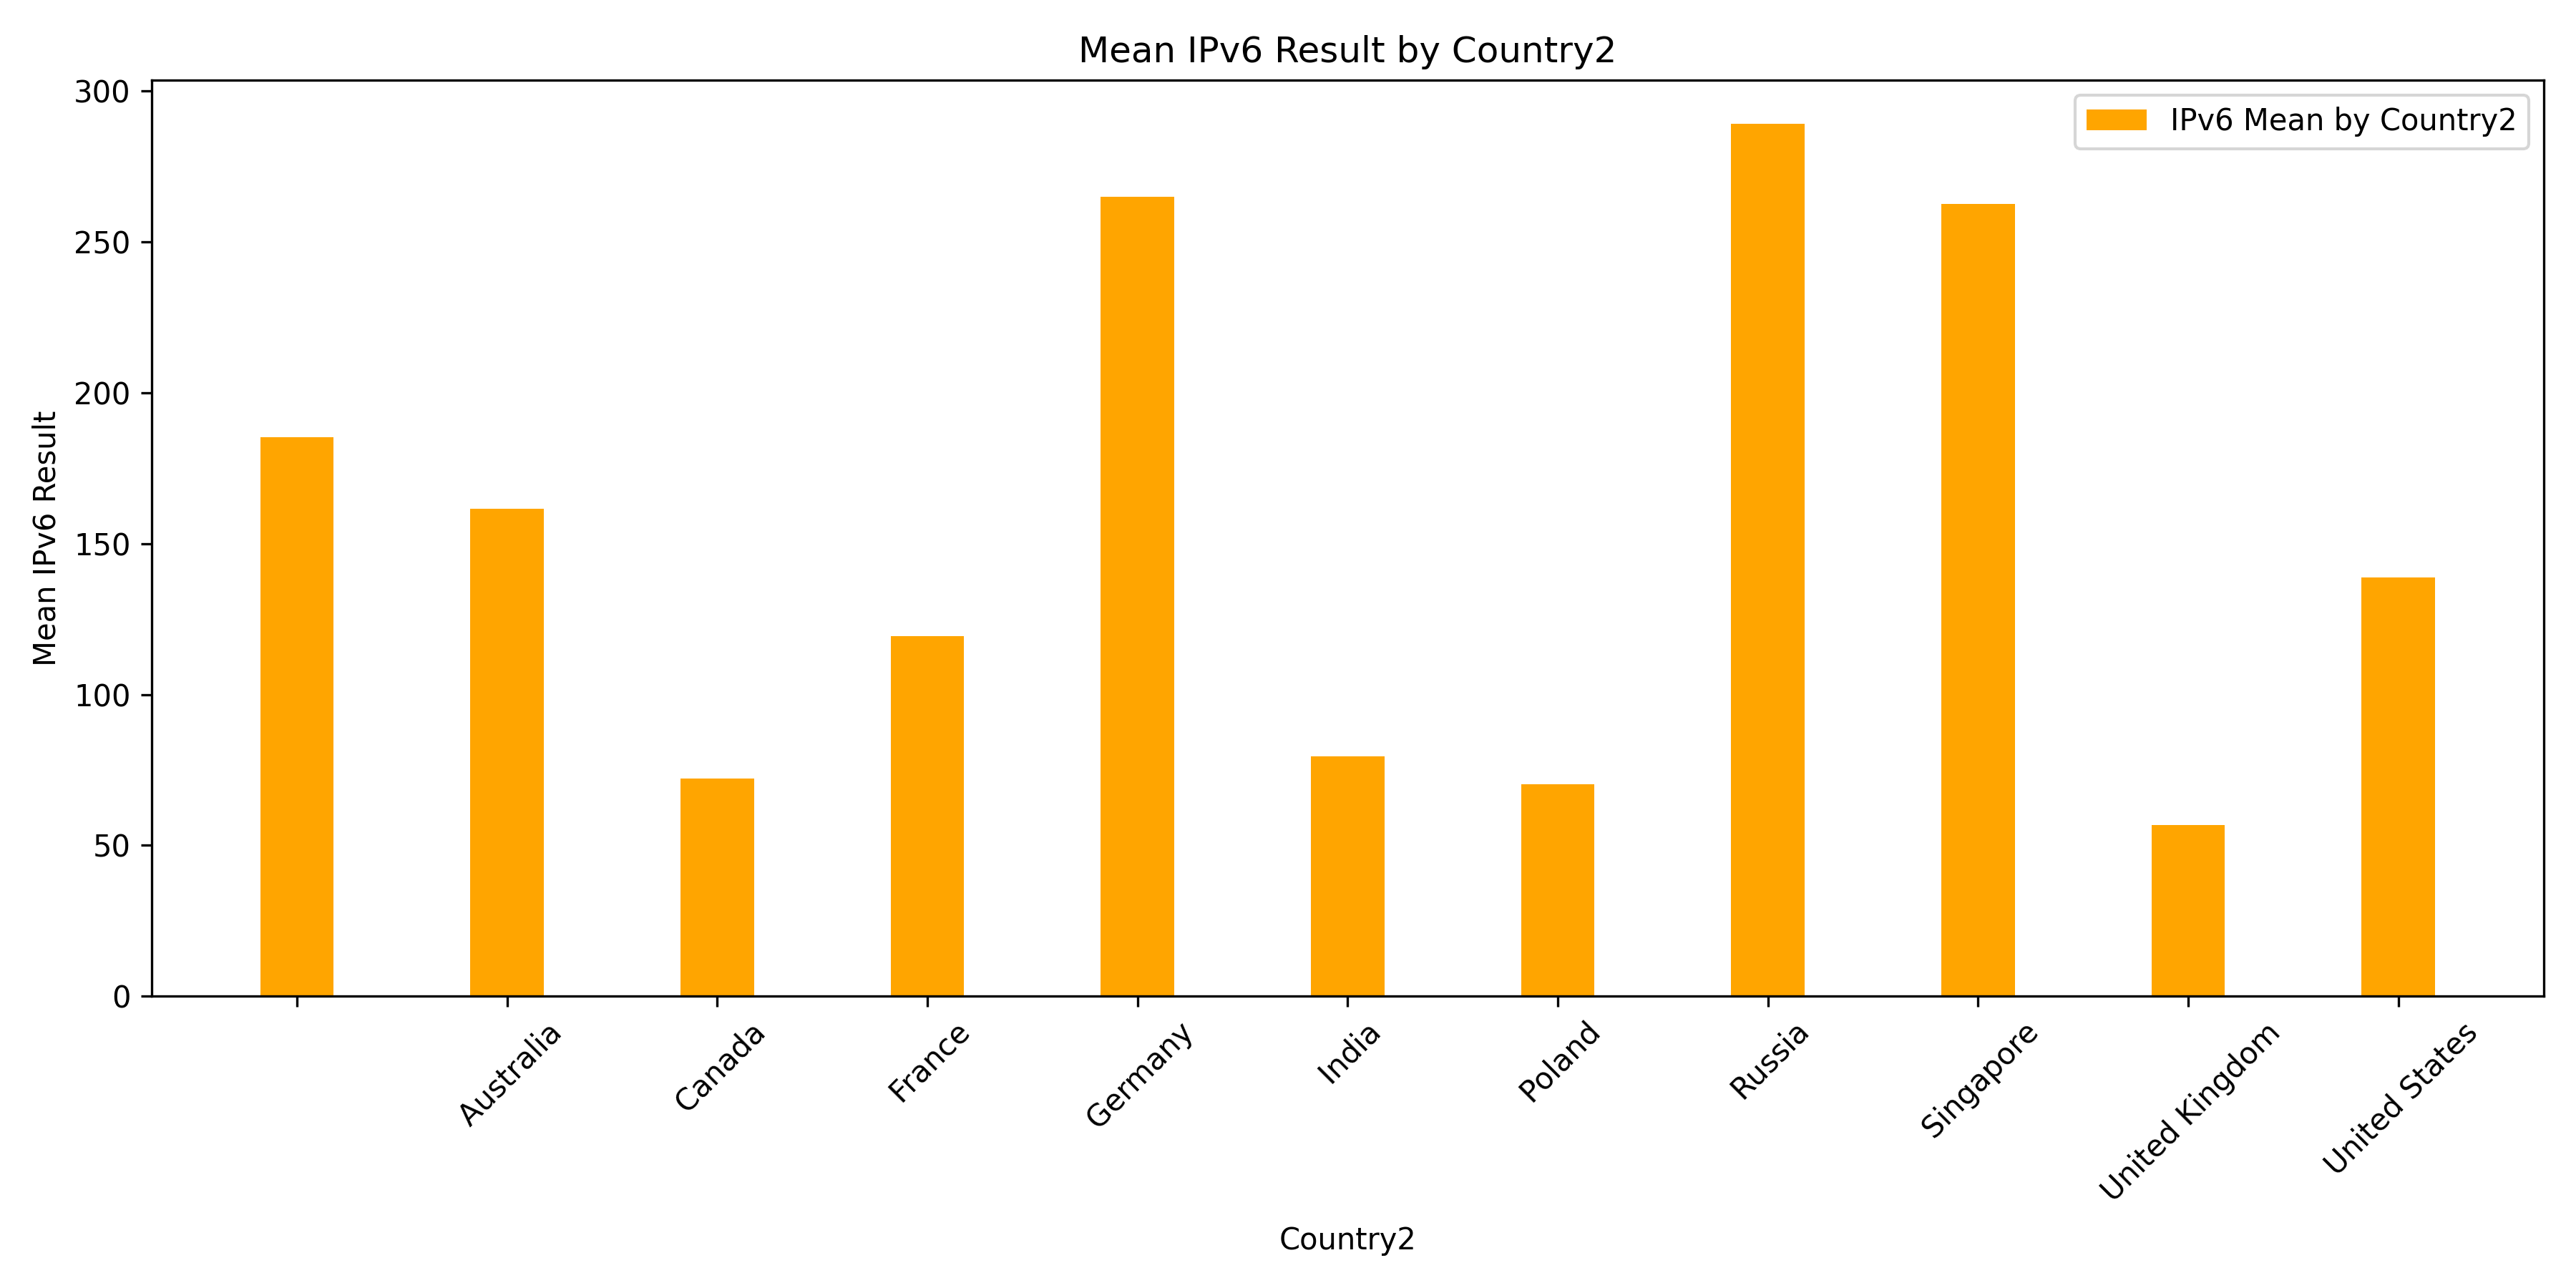 Mean IPv6 Result by Country2
IPv6 Mean by Country2
Mean IPv6 Result
300
250
200
150
100
50
0
Australia
Canada
France
Germany
India
Poland
Russia
Singapore
United Kingdom
United States
Country2